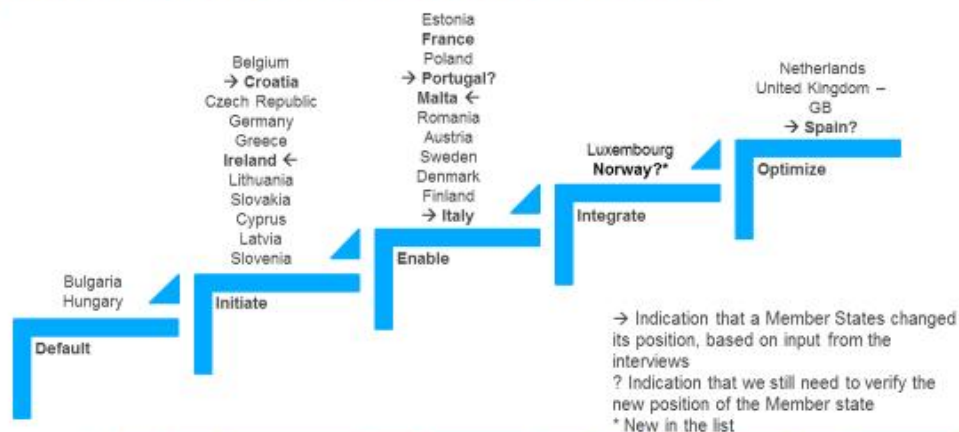 Bulgaria
Hungary
Default
Belgium
→ Croatia
Czech Republic
Germany
Greece
Ireland ←
Lithuania
Slovakia
Cyprus
Latvia
Slovenia
Initiate
Estonia
France
Poland
→ Portugal?
Malta ←
Romania
Austria
Sweden
Denmark
Finland
→ Italy
Enable
Luxembourg
Norway?*
Integrate
Netherlands
United Kingdom –
GB
→ Spain?
Optimize
→ Indication that a Member States changed
its position, based on input from the
interviews
? Indication that we still need to verify the
new position of the Member state
* New in the list